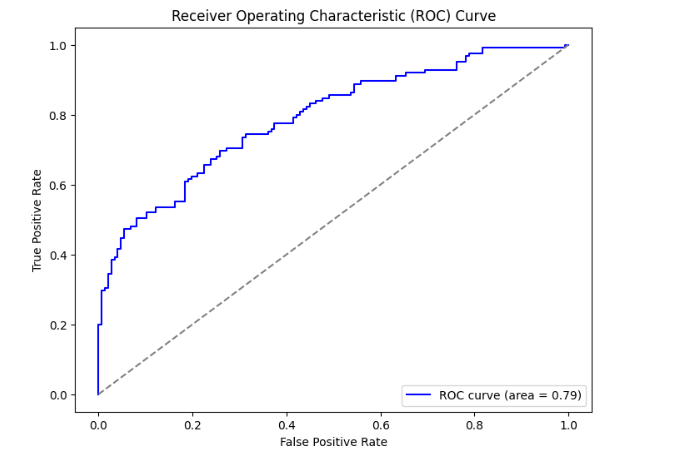 Receiver Operating Characteristic (ROC) Curve
True Positive Rate
1.0
0.8
0.6
0.4
0.2
0.0
ROC curve (area = 0.79)
0.0 0.2 0.4 0.6 0.8 1.0
False Positive Rate